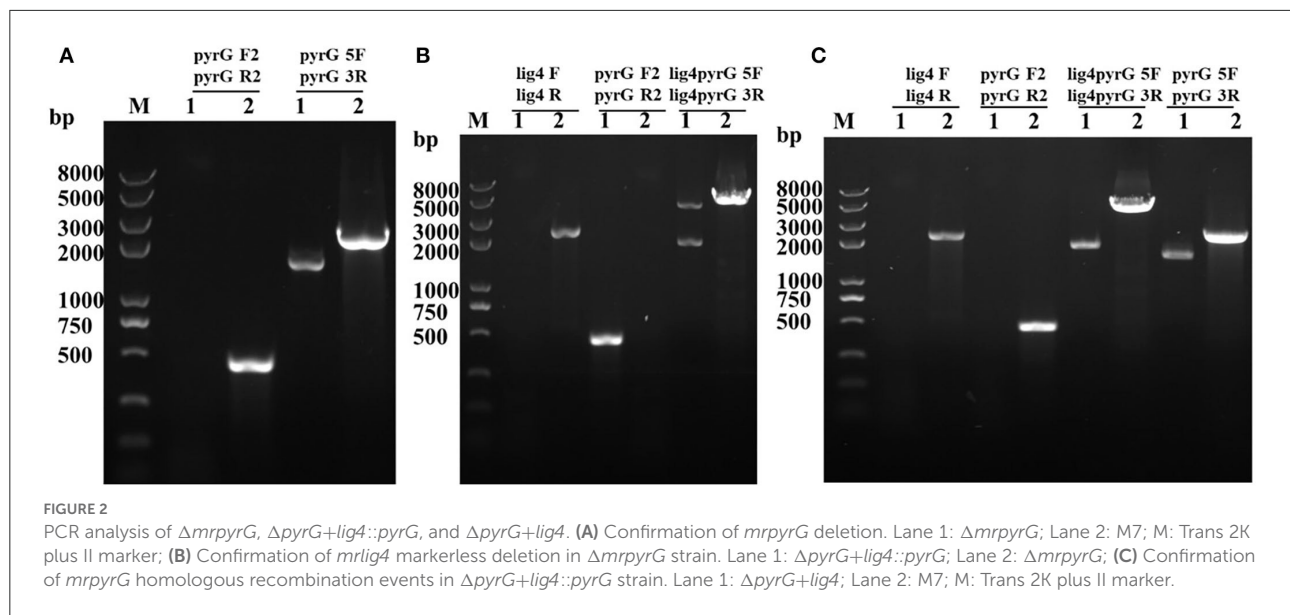 A
pyrG F2 pyrG 5F
pyrG R2 pyrG 3R
M 1 2 1 2
bp
8000
5000
3000
2000
1000
750
500
B
lig4 F pyrG F2 lig4pyrG 5F
lig4 R pyrG R2 lig4pyrG 3R
M 1 2 1 2 1 2
bp
8000
5000
3000
2000
1000
750
500
C
lig4 F pyrG F2 lig4pyrG 5F pyrG 5F
lig4 R pyrG R2 lig4pyrG 3R pyrG 3R
M 1 2 1 2 1 2 1 2
bp
8000
5000
3000
2000
1000
750
500
FIGURE 2
PCR analysis of ΔmrpyrG, ΔpyrG+lig4::pyrG, and ΔpyrG+lig4. (A) Confirmation of mrpyrG deletion. Lane 1: ΔmrpyrG; Lane 2: M7; M: Trans 2K
plus II marker; (B) Confirmation of mrlig4 markerless deletion in ΔmrpyrG strain. Lane 1: ΔpyrG+lig4::pyrG; Lane 2: ΔmrpyrG; (C) Confirmation
of mrpyrG homologous recombination events in ΔpyrG+lig4::pyrG strain. Lane 1: ΔpyrG+lig4; Lane 2: M7; M: Trans 2K plus II marker.